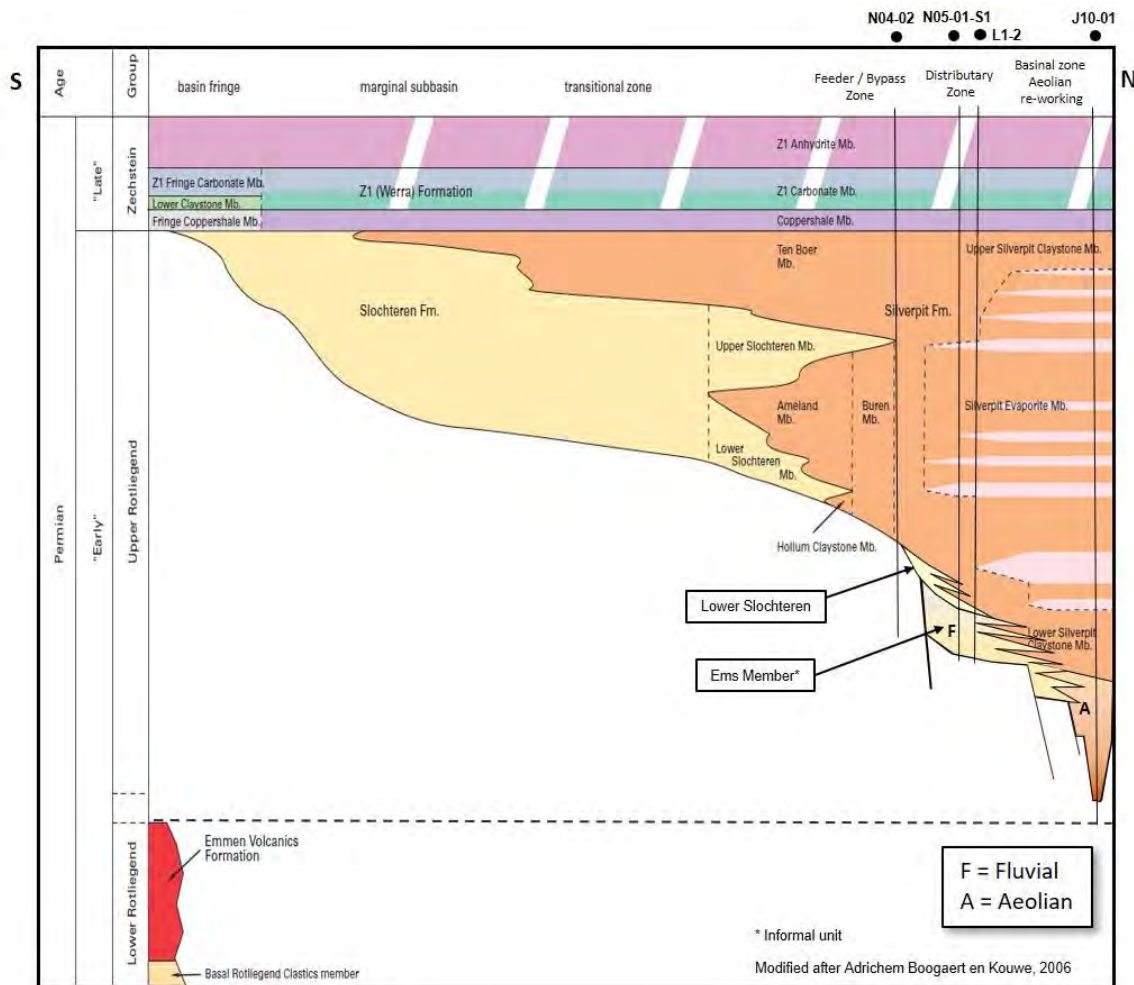 N04-02 N05-01-S1 J10-01
L1-2
S
N
Age
Group
basin fringe
marginal subbasin
transitional zone
Feeder / Bypass
Zone
Distributary
Zone
Basinal zone
Aeolian
re-working
Permian
"Late"
Zechstein
Z1 Anhydrite Mb.
Z1 Fringe Carbonate Mb.
Z1 (Werra) Formation
Z1 Carbonate Mb.
Lower Claystone Mb.
Fringe Coppershale Mb.
Coppershale Mb.
"Early"
Upper Rotliegend
Ten Boer
Mb.
Upper Silverpit Claystone Mb.
Slochteren Fm.
Silverpit Fm.
Upper Slochteren Mb.
Ameland
Mb.
Buren
Mb.
Silverpit Evaporite Mb.
Lower
Slochteren
Mb.
Hollum Claystone Mb.
Lower Slochteren
F
Lower Silverpit
Claystone Mb.
Ems Member*
A
Lower Rotliegend
Emmen Volcanics
Formation
F = Fluvial
A = Aeolian
* Informal unit
Basal Rotliegend Clastics member
Modified after Adrichem Boogaert en Kouwe, 2006